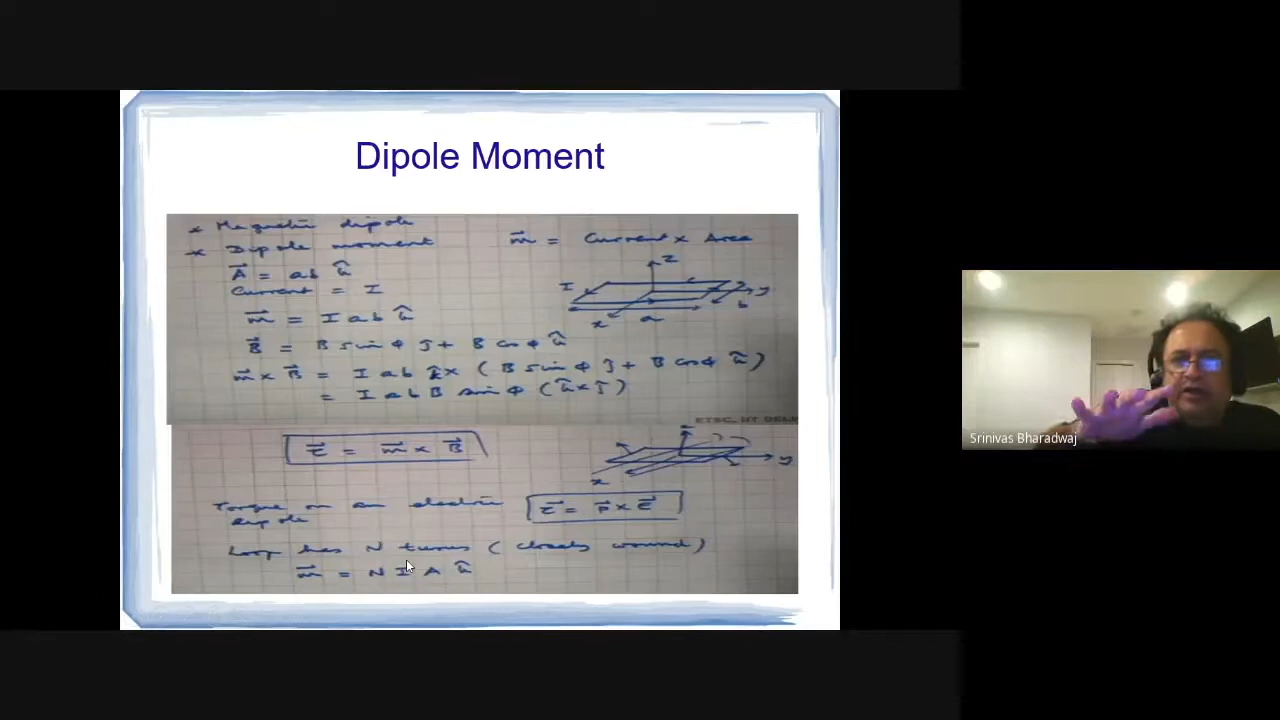 Dipole Moment
x Magnetic dipole
x Dipole moment m⃗ = Current x Area
A⃗ = ab k̂
Current = I
m⃗ = I ab k̂
B⃗ = B sin φ ĵ + B cos φ k̂
m⃗ x B⃗ = I ab k̂ x ( B sin φ ĵ + B cos φ k̂ )
= I ab B sin φ ( k̂ x ĵ )
I
z
y
b
x
a
τ⃗ = m⃗ x B⃗
z
y
x
Torque on an electric
dipole
τ⃗ = P⃗ x E⃗
Loop has N turns ( closely wound )
m⃗ = N I A n̂
Srinivas Bharadwaj